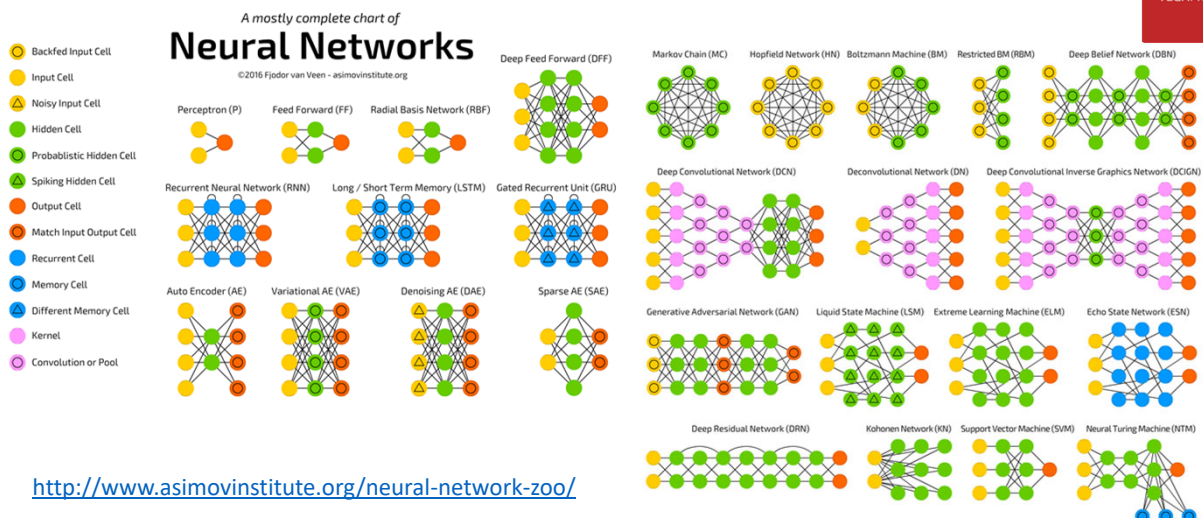 A mostly complete chart of
Neural Networks
©2016 Fjodor van Veen - asimovinstitute.org
Backfed Input Cell
Input Cell
Noisy Input Cell
Hidden Cell
Probablistic Hidden Cell
Spiking Hidden Cell
Output Cell
Match Input Output Cell
Recurrent Cell
Memory Cell
Different Memory Cell
Kernel
Convolution or Pool
Perceptron (P)
Feed Forward (FF)
Radial Basis Network (RBF)
Deep Feed Forward (DFF)
Recurrent Neural Network (RNN)
Long / Short Term Memory (LSTM)
Gated Recurrent Unit (GRU)
Auto Encoder (AE)
Variational AE (VAE)
Denoising AE (DAE)
Sparse AE (SAE)
Markov Chain (MC)
Hopfield Network (HN)
Boltzmann Machine (BM)
Restricted BM (RBM)
Deep Belief Network (DBN)
Deep Convolutional Network (DCN)
Deconvolutional Network (DN)
Deep Convolutional Inverse Graphics Network (DCIGN)
Generative Adversarial Network (GAN)
Liquid State Machine (LSM)
Extreme Learning Machine (ELM)
Echo State Network (ESN)
Deep Residual Network (DRN)
Kohonen Network (KN)
Support Vector Machine (SVM)
Neural Turing Machine (NTM)
http://www.asimovinstitute.org/neural-network-zoo/